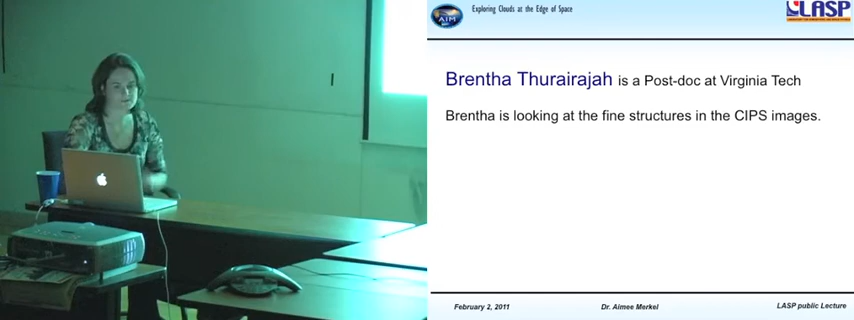 AIM
Exploring Clouds at the Edge of Space
LASP
Brentha Thurairajah is a Post-doc at Virginia Tech
Brentha is looking at the fine structures in the CIPS images.
February 2, 2011
Dr. Aimee Merkel
LASP public Lecture